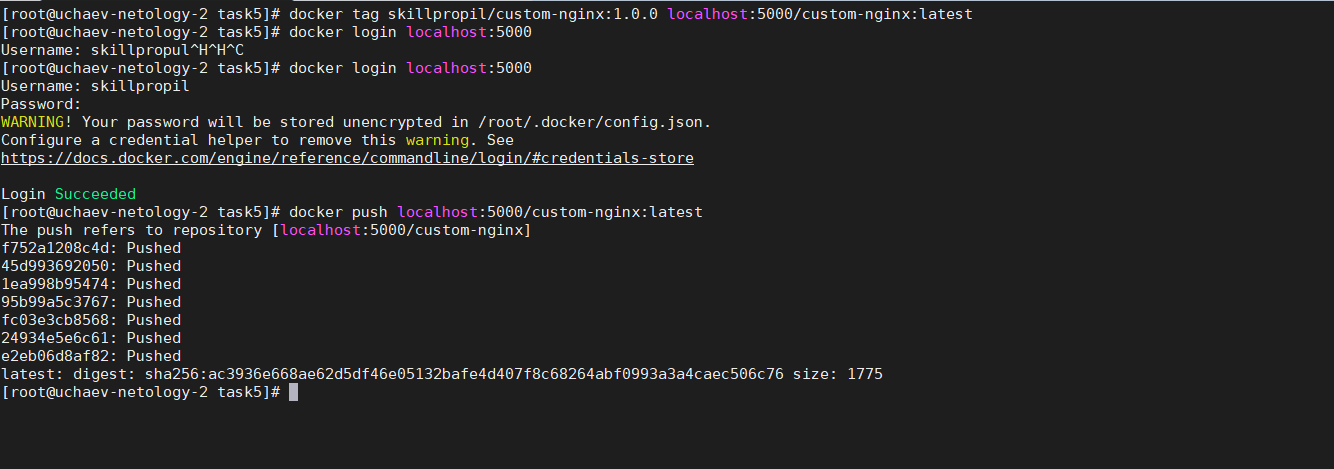 [root@uchaev-netology-2 task5]# docker tag skillpropil/custom-nginx:1.0.0 localhost:5000/custom-nginx:latest
[root@uchaev-netology-2 task5]# docker login localhost:5000
Username: skillpropul^H^H^C
[root@uchaev-netology-2 task5]# docker login localhost:5000
Username: skillpropil
Password:
WARNING! Your password will be stored unencrypted in /root/.docker/config.json.
Configure a credential helper to remove this warning. See
https://docs.docker.com/engine/reference/commandline/login/#credentials-store
Login Succeeded
[root@uchaev-netology-2 task5]# docker push localhost:5000/custom-nginx:latest
The push refers to repository [localhost:5000/custom-nginx]
f752a1208c4d: Pushed
45d993692050: Pushed
1ea998b95474: Pushed
95b99a5c3767: Pushed
fc03e3cb8568: Pushed
24934e5e6c61: Pushed
e2eb06d8af82: Pushed
latest: digest: sha256:ac3936e668ae62d5df46e05132bafe4d407f8c68264abf0993a3a4caec506c76 size: 1775
[root@uchaev-netology-2 task5]#